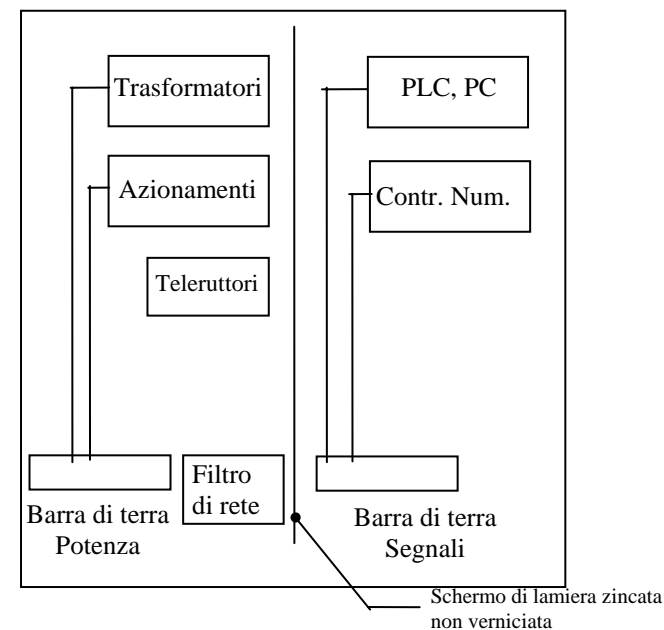 Trasformatori
PLC, PC
Azionamenti
Contr. Num.
Teleruttori
Filtro
di rete
Barra di terra
Potenza
Barra di terra
Segnali
Schermo di lamiera zincata
non verniciata